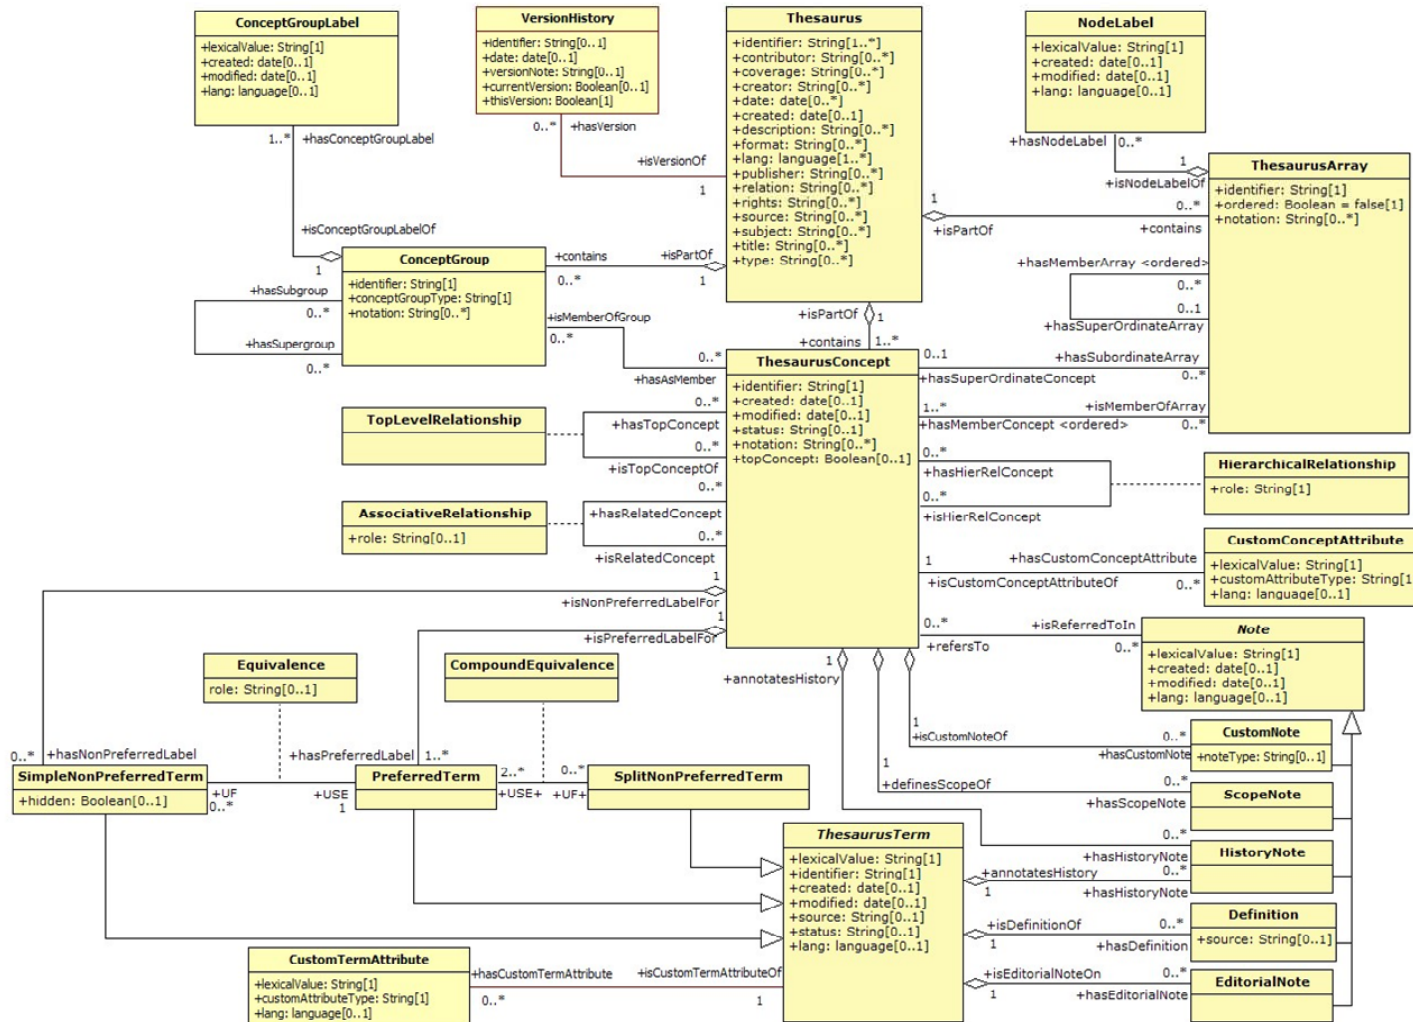 ConceptGroupLabel
+lexicalValue: String[1]
+created: date[0..1]
+modified: date[0..1]
+lang: language[0..1]
1..*
+hasConceptGroupLabel
+isConceptGroupLabelOf
1
VersionHistory
+identifier: String[0..1]
+date: date[0..1]
+versionNote: String[0..1]
+currentVersion: Boolean[0..1]
+thisVersion: Boolean[1]
0..*
+hasVersion
+isVersionOf
1
Thesaurus
+identifier: String[1..*]
+contributor: String[0..*]
+coverage: String[0..*]
+creator: String[0..*]
+date: date[0..*]
+created: date[0..1]
+description: String[0..*]
+format: String[0..*]
+lang: language[1..*]
+publisher: String[0..*]
+relation: String[0..*]
+rights: String[0..*]
+source: String[0..*]
+subject: String[0..*]
+title: String[0..*]
+type: String[0..*]
NodeLabel
+lexicalValue: String[1]
+created: date[0..1]
+modified: date[0..1]
+lang: language[0..1]
+hasNodeLabel
0..*
1
+isNodeLabelOf
ThesaurusArray
+identifier: String[1]
+ordered: Boolean = false[1]
+notation: String[0..*]
1
+isPartOf
0..*
+contains
+hasMemberArray <ordered>
0..*
0..1
+hasSuperOrdinateArray
ConceptGroup
+identifier: String[1]
+conceptGroupType: String[1]
+notation: String[0..*]
+contains
0..*
+isPartOf
1
+hasSubgroup
0..*
+hasSupergroup
0..*
+isMemberOfGroup
0..*
0..*
+hasAsMember
+isPartOf
1
+contains
1..*
ThesaurusConcept
+identifier: String[1]
+created: date[0..1]
+modified: date[0..1]
+status: String[0..1]
+notation: String[0..*]
+topConcept: Boolean[0..1]
0..1
+hasSubordinateArray
+hasSuperOrdinateConcept
0..*
1..*
+isMemberOfArray
+hasMemberConcept <ordered>
0..*
TopLevelRelationship
0..*
+hasTopConcept
0..*
+isTopConceptOf
0..*
+hasHierRelConcept
0..*
+isHierRelConcept
HierarchicalRelationship
+role: String[1]
AssociativeRelationship
+role: String[0..1]
0..*
+hasRelatedConcept
0..*
+isRelatedConcept
1
+hasCustomConceptAttribute
+isCustomConceptAttributeOf
0..*
CustomConceptAttribute
+lexicalValue: String[1]
+customAttributeType: String[1
+lang: language[0..1]
1
+isNonPreferredLabelFor
1
+isPreferredLabelFor
0..*
+isReferredToIn
+refersTo
0..*
Note
+lexicalValue: String[1]
+created: date[0..1]
+modified: date[0..1]
+lang: language[0..1]
Equivalence
role: String[0..1]
CompoundEquivalence
1
+annotatesHistory
1
+isCustomNoteOf
0..*
+hasCustomNote
CustomNote
+noteType: String[0..1]
0..*
+hasNonPreferredLabel
+hasPreferredLabel
1..*
SimpleNonPreferredTerm
+hidden: Boolean[0..1]
+UF
0..*
+USE
1
PreferredTerm
2..*
+USE+
0..*
+UF+
SplitNonPreferredTerm
1
+definesScopeOf
0..*
+hasScopeNote
ScopeNote
ThesaurusTerm
+lexicalValue: String[1]
+identifier: String[1]
+created: date[0..1]
+modified: date[0..1]
+source: String[0..1]
+status: String[0..1]
+lang: language[0..1]
0..*
+hasHistoryNote
HistoryNote
+annotatesHistory
0..*
1
+hasHistoryNote
+isDefinitionOf
0..*
1
+hasDefinition
Definition
+source: String[0..1]
+isEditorialNoteOn
0..*
1
+hasEditorialNote
EditorialNote
CustomTermAttribute
+lexicalValue: String[1]
+customAttributeType: String[1]
+lang: language[0..1]
+hasCustomTermAttribute
0..*
+isCustomTermAttributeOf
1